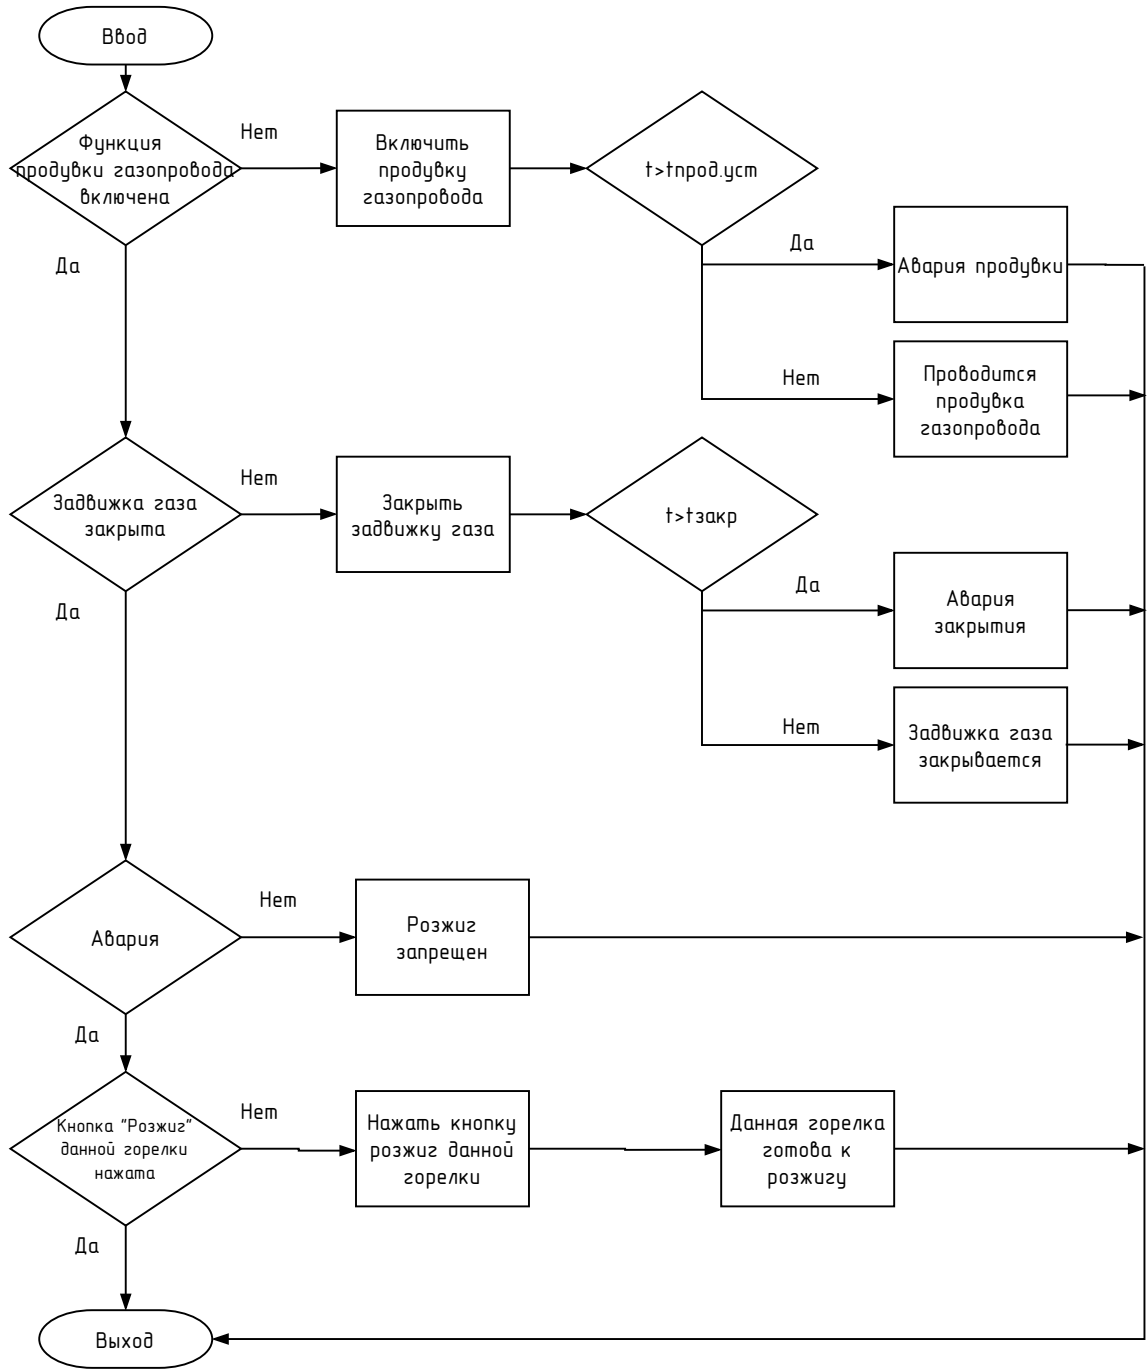 Ввод
Функция
продувки газопровода
включена
Нет
Включить
продувку
газопровода
t>tпрод.уст
Да
Да
Авария продувки
Нет
Проводится
продувка
газопровода
Задвижка газа
закрыта
Нет
Закрыть
задвижку газа
t>tзакр
Да
Да
Авария
закрытия
Нет
Задвижка газа
закрывается
Авария
Нет
Розжиг
запрещен
Да
Кнопка "Розжиг"
данной горелки
нажата
Нет
Нажать кнопку
розжиг данной
горелки
Данная горелка
готова к
розжигу
Да
Выход